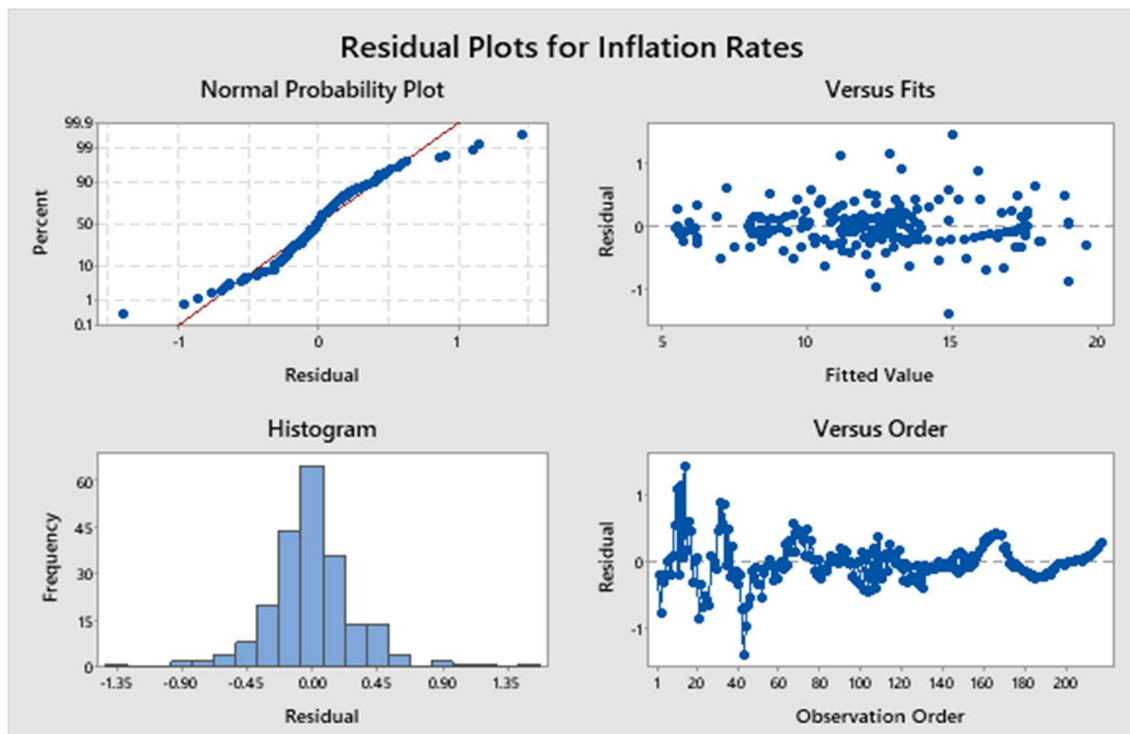 Residual Plots for Inflation Rates
Normal Probability Plot
99.9
99
90
50
10
1
0.1
Percent
-1 0 1
Residual
Versus Fits
1
0
-1
Residual
5 10 15 20
Fitted Value
Histogram
60
45
30
15
0
Frequency
-1.35 -0.90 -0.45 0.00 0.45 0.90 1.35
Residual
Versus Order
1
0
-1
Residual
1 20 40 60 80 100 120 140 160 180 200
Observation Order